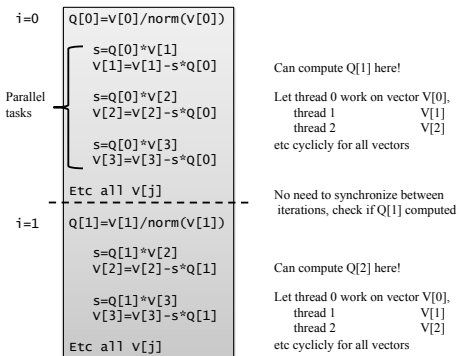 i=0
Q[0]=V[0]/norm(V[0])
s=Q[0]*V[1]
V[1]=V[1]-s*Q[0]
Can compute Q[1] here!
Parallel
tasks
s=Q[0]*V[2]
V[2]=V[2]-s*Q[0]
Let thread 0 work on vector V[0],
thread 1 V[1]
thread 2 V[2]
etc cyclicly for all vectors
s=Q[0]*V[3]
V[3]=V[3]-s*Q[0]
Etc all V[j]
No need to synchronize between
iterations, check if Q[1] computed
i=1
Q[1]=V[1]/norm(V[1])
s=Q[1]*V[2]
V[2]=V[2]-s*Q[1]
Can compute Q[2] here!
s=Q[1]*V[3]
V[3]=V[3]-s*Q[1]
Let thread 0 work on vector V[0],
thread 1 V[1]
thread 2 V[2]
etc cyclicly for all vectors
Etc all V[j]